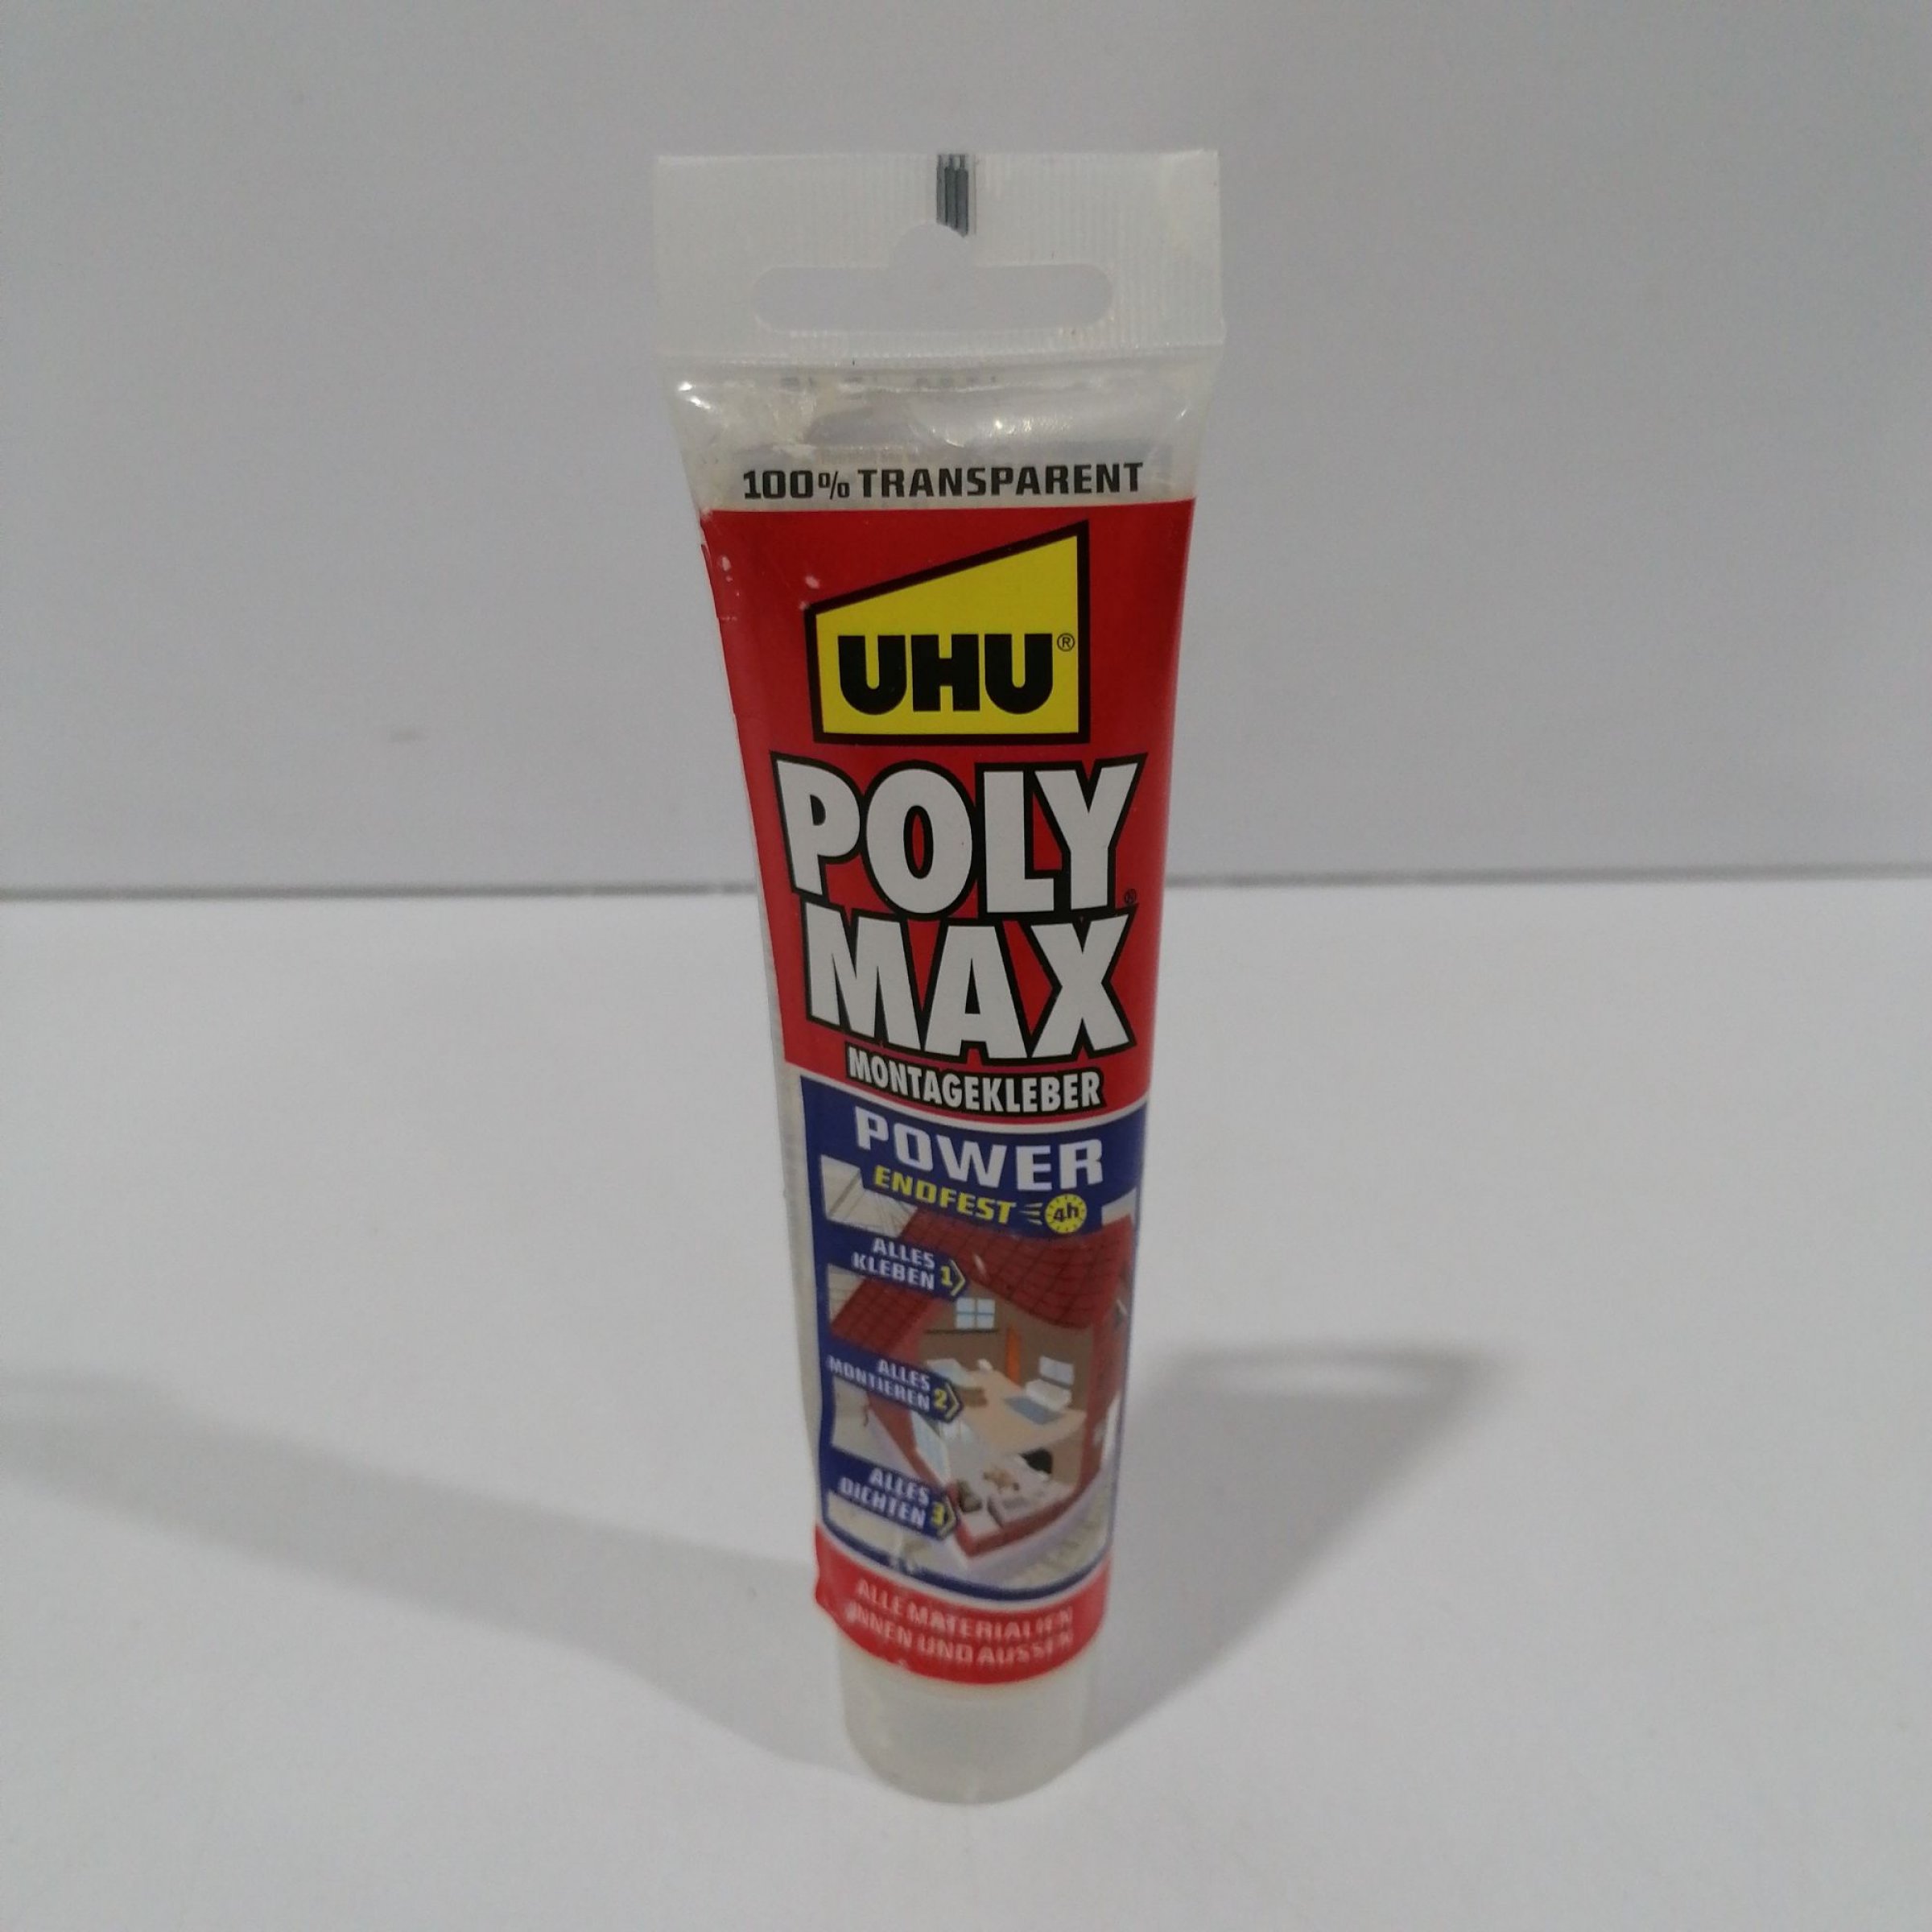 100% TRANSPARENT
UHU®
POLY
MAX®
MONTAGEKLEBER
POWER
ENDFEST 4h
ALLES
KLEBEN 1
ALLES
MONTIEREN 2
ALLES
DICHTEN 3
ALLE MATERIALIEN
INNEN UND AUSSEN